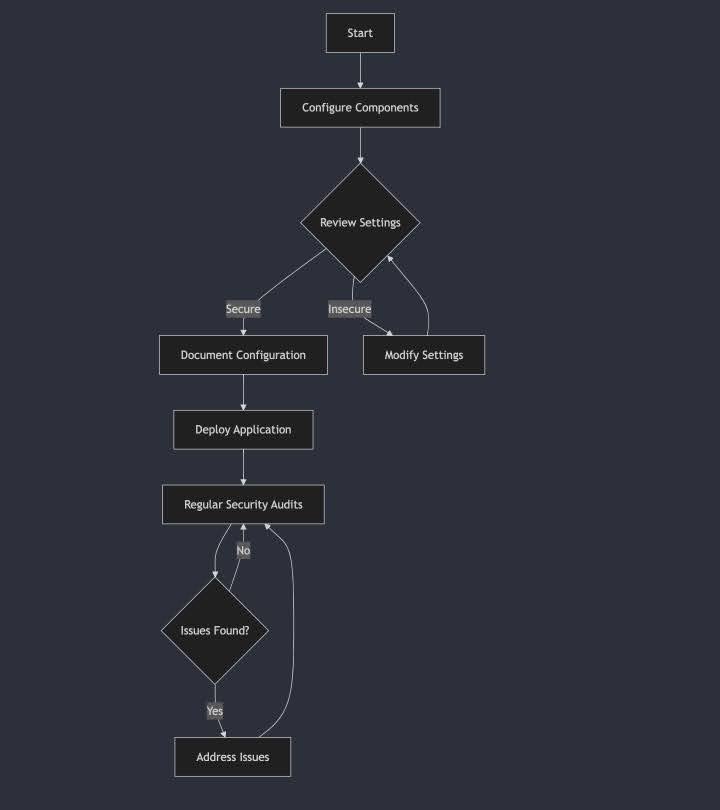 Start
Configure Components
Review Settings
Secure
Insecure
Document Configuration
Modify Settings
Deploy Application
Regular Security Audits
No
Issues Found?
Yes
Address Issues